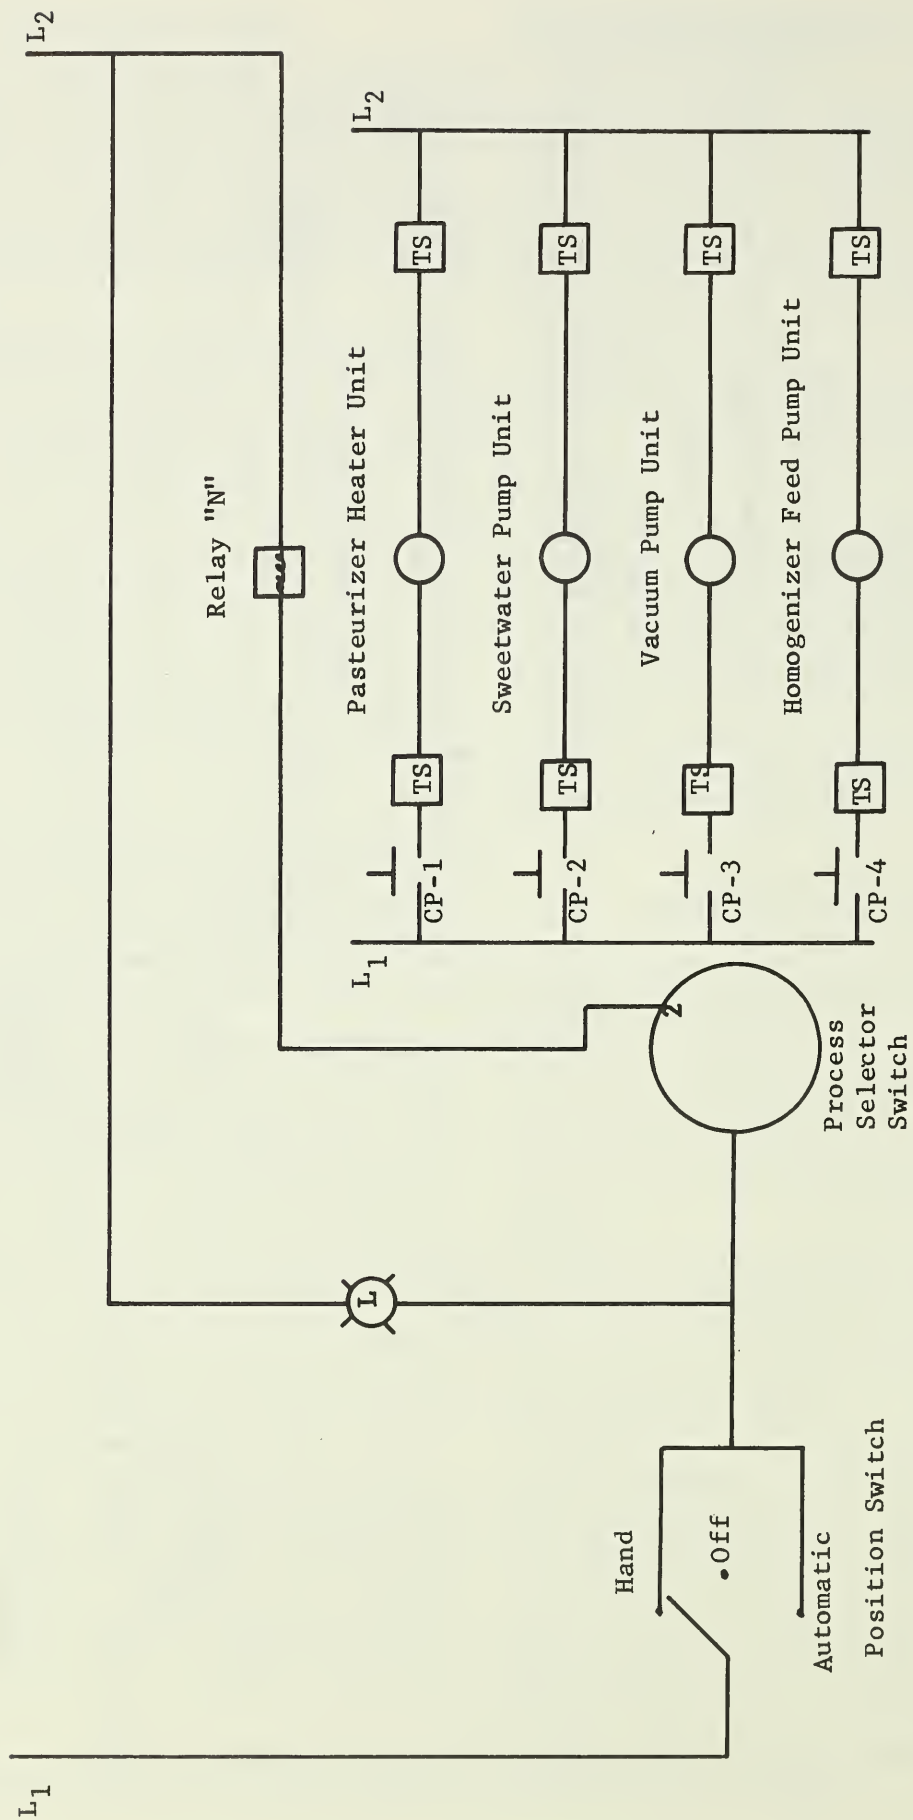 L1
L2
Relay "N"
L
Hand
.Off
Automatic
Position Switch
2
Process
Selector
Switch
L1
L2
Pasteurizer Heater Unit
CP-1
TS
TS
Sweetwater Pump Unit
CP-2
TS
TS
Vacuum Pump Unit
CP-3
TS
TS
Homogenizer Feed Pump Unit
CP-4
TS
TS